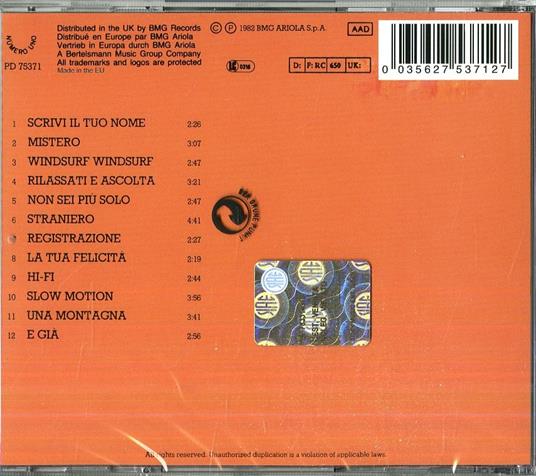 NUMERO UNO
PD 75371
Distributed in the UK by BMG Records
Distribué en Europe par BMG Ariola
Vertrieb in Europa durch BMG Ariola
A Bertelsmann Music Group Company
All trademarks and logos are protected
Made in the EU
© ℗ 1982 BMG ARIOLA S.p.A.
AAD
LC 0316
D: F: RC 650 UK:
0 035627 537127
1 SCRIVI IL TUO NOME 2:26
2 MISTERO 3:07
3 WINDSURF WINDSURF 2:47
4 RILASSATI E ASCOLTA 3:21
5 NON SEI PIÙ SOLO 2:47
6 STRANIERO 4:41
7 REGISTRAZIONE 2:27
8 LA TUA FELICITÀ 2:19
9 HI-FI 2:44
10 SLOW MOTION 3:56
11 UNA MONTAGNA 3:41
12 E GIÀ 2:56
DER GRÜNE PUNKT
All rights reserved. Unauthorized duplication is a violation of applicable laws.